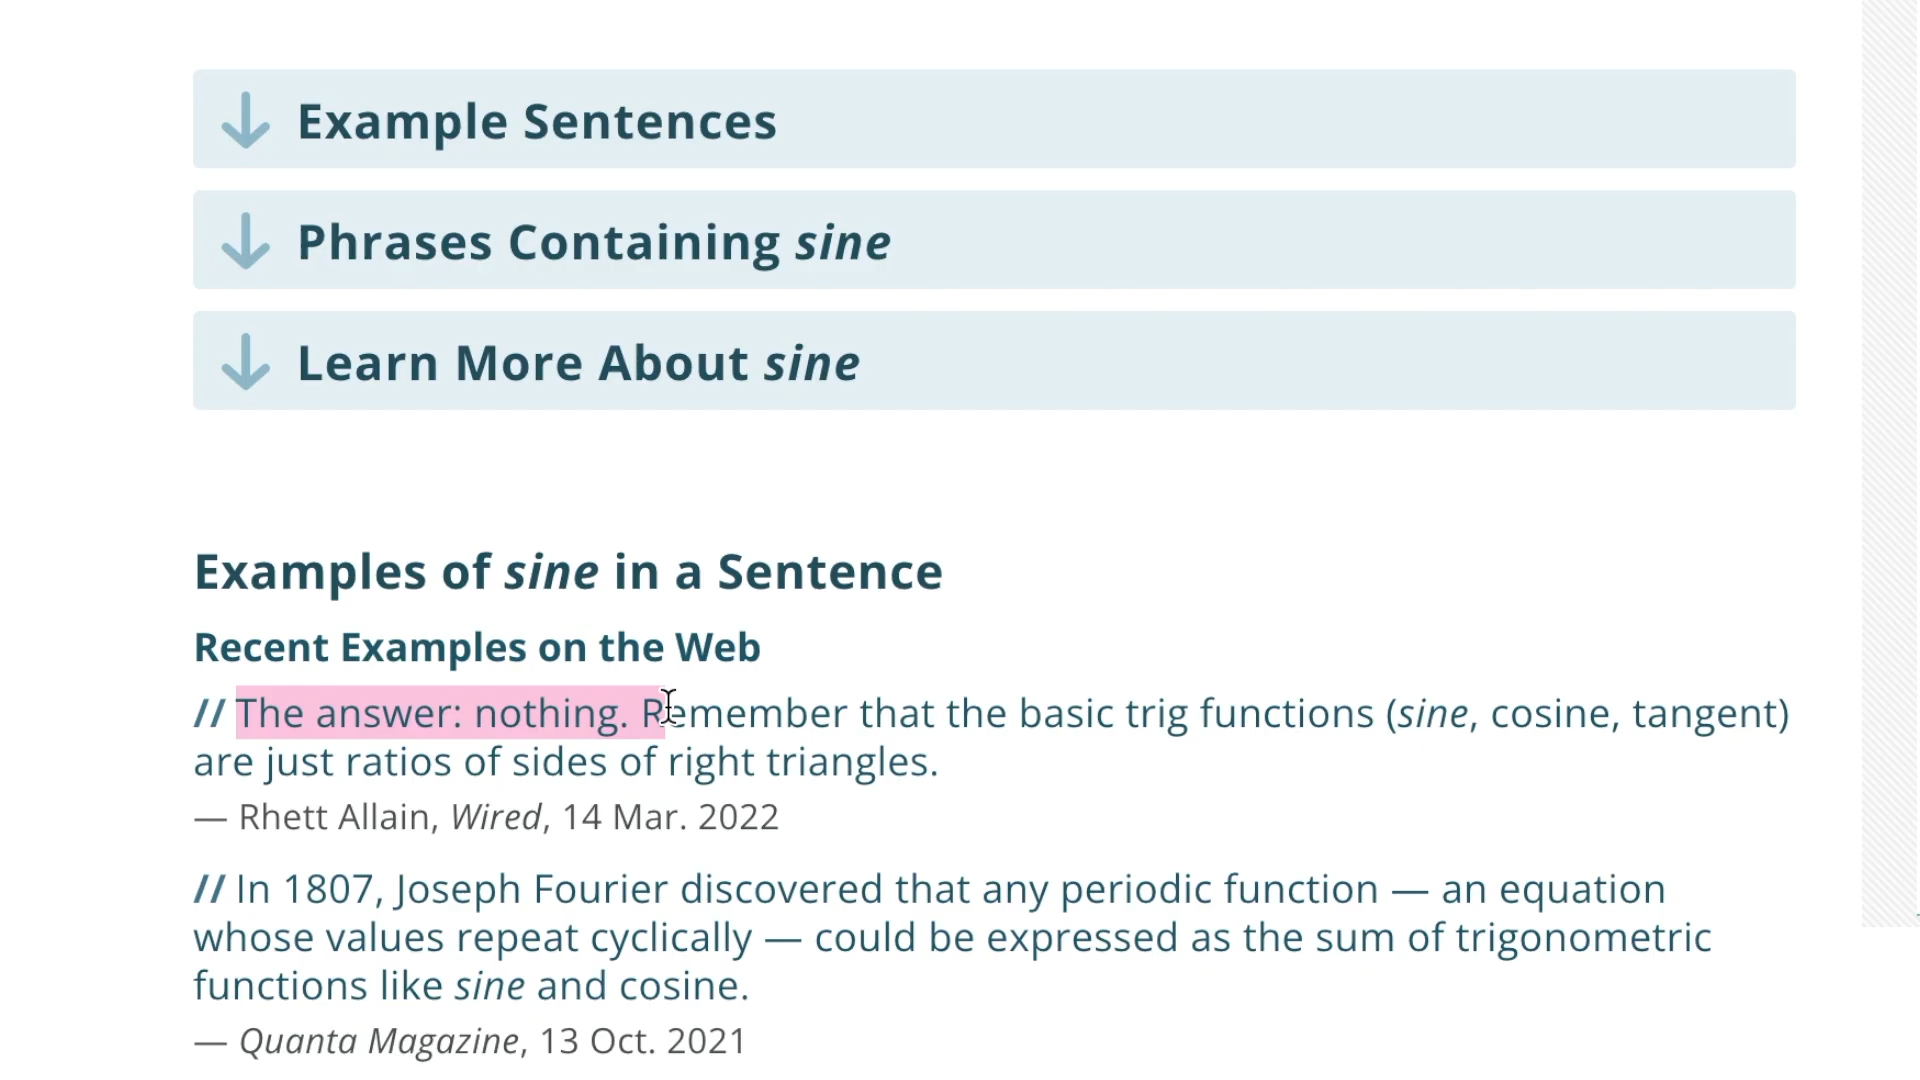 Example Sentences
Phrases Containing sine
Learn More About sine
Examples of sine in a Sentence
Recent Examples on the Web
// The answer: nothing. Remember that the basic trig functions (sine, cosine, tangent)
are just ratios of sides of right triangles.
— Rhett Allain, Wired, 14 Mar. 2022
// In 1807, Joseph Fourier discovered that any periodic function — an equation
whose values repeat cyclically — could be expressed as the sum of trigonometric
functions like sine and cosine.
— Quanta Magazine, 13 Oct. 2021